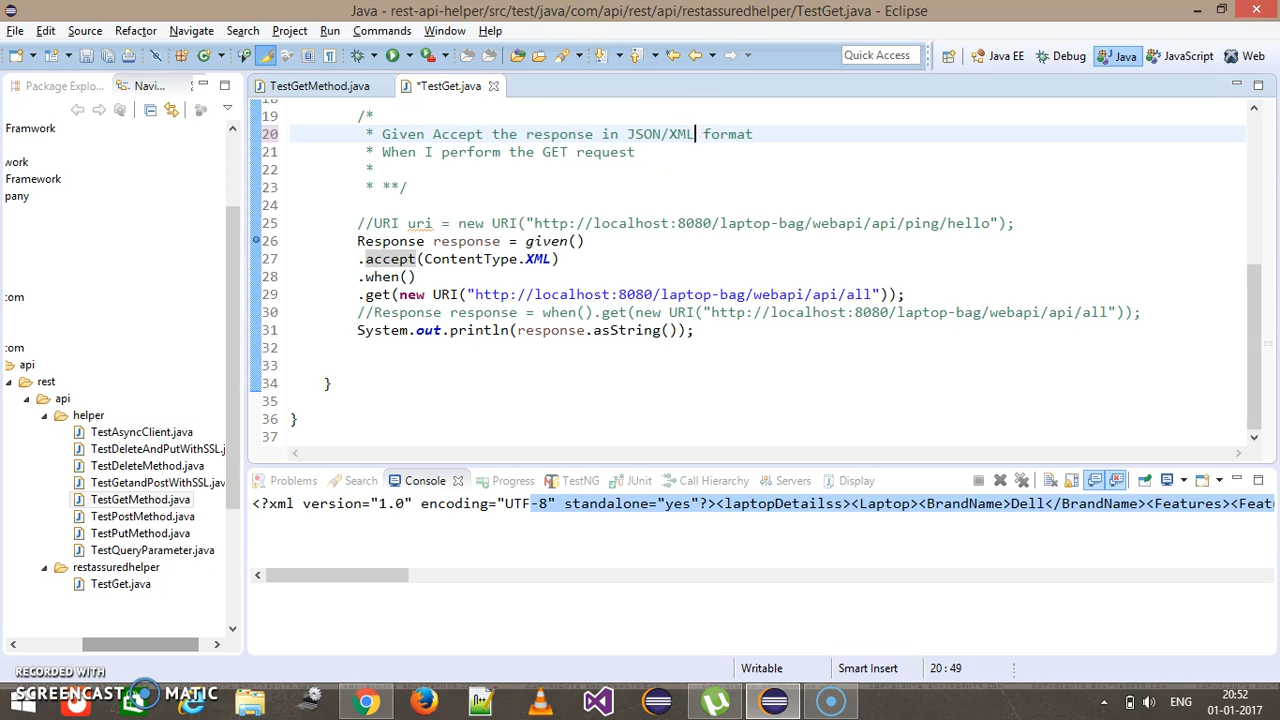 Java - rest-api-helper/src/test/java/com/api/rest/api/restassuredhelper/TestGet.java - Eclipse
File Edit Source Refactor Navigate Search Project Run Commands Window Help
Quick Access Java EE Debug Java JavaScript Web
Package Explo... Navi...
TestGetMethod.java *TestGet.java
Framwork
work
Framework
pany
com
com
api
rest
api
helper
TestAsyncClient.java
TestDeleteAndPutWithSSL.j
TestDeleteMethod.java
TestGetandPostWithSSL.jav
TestGetMethod.java
TestPostMethod.java
TestPutMethod.java
TestQueryParameter.java
restassuredhelper
TestGet.java
19 /*
20 * Given Accept the response in JSON/XML format
21 * When I perform the GET request
22 *
23 * **/
24
25 //URI uri = new URI("http://localhost:8080/laptop-bag/webapi/api/ping/hello");
26 Response response = given()
27 .accept(ContentType.XML)
28 .when()
29 .get(new URI("http://localhost:8080/laptop-bag/webapi/api/all"));
30 //Response response = when().get(new URI("http://localhost:8080/laptop-bag/webapi/api/all"));
31 System.out.println(response.asString());
32
33
34 }
35
36 }
37
Problems Searc Console Progress TestNG JUnit Call Hierarchy Servers Display
<?xml version="1.0" encoding="UTF-8" standalone="yes"?><laptopDetailss><Laptop><BrandName>Dell</BrandName><Features><Feat
Writable Smart Insert 20 : 49
RECORDED WITH
SCREENCAST MATIC
ENG
20:52
01-01-2017